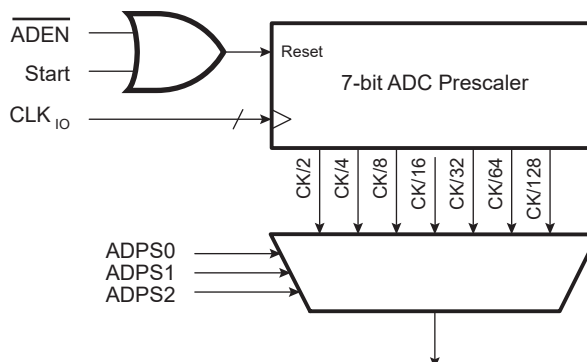 ADEN
Start
CLK IO
Reset
7-bit ADC Prescaler
CK/2
CK/4
CK/8
CK/16
CK/32
CK/64
CK/128
ADPS0
ADPS1
ADPS2